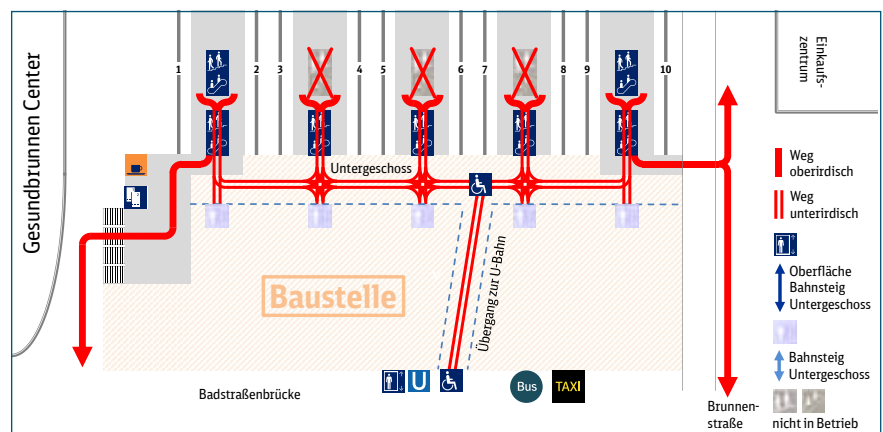 Gesundbrunnen Center
1
2
3
4
5
6
7
8
9
10
Einkaufs-
zentrum
Untergeschoss
Weg
oberirdisch
Weg
unterirdisch
Übergang zur U-Bahn
Baustelle
Oberfläche
Bahnsteig
Untergeschoss
Bahnsteig
Untergeschoss
Badstraßenbrücke
U
Bus
TAXI
Brunnen-
straße
nicht in Betrieb